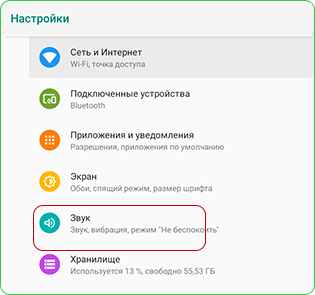 Настройки
Сеть и Интернет
Wi-Fi, точка доступа
Подключенные устройства
Bluetooth
Приложения и уведомления
Разрешения, приложения по умолчанию
Экран
Обои, спящий режим, размер шрифта
Звук
Звук, вибрация, режим "Не беспокоить"
Хранилище
Используется 13 %, свободно 55,53 ГБ